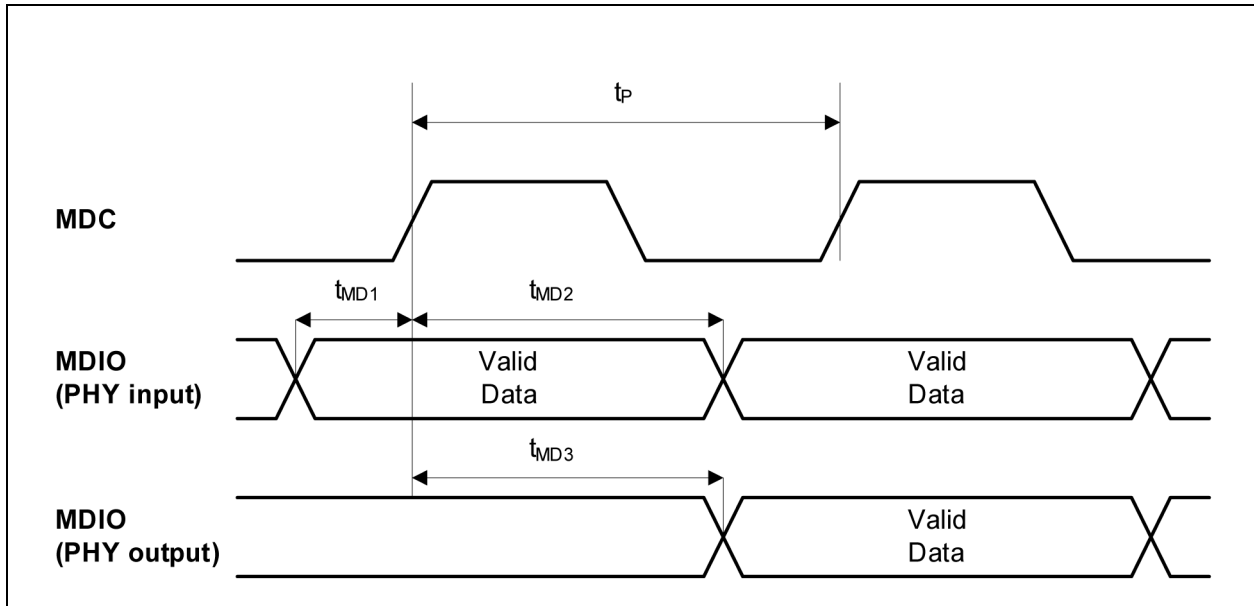 tP
MDC
tMD1 tMD2
MDIO
(PHY input)
Valid
Data
Valid
Data
tMD3
MDIO
(PHY output)
Valid
Data